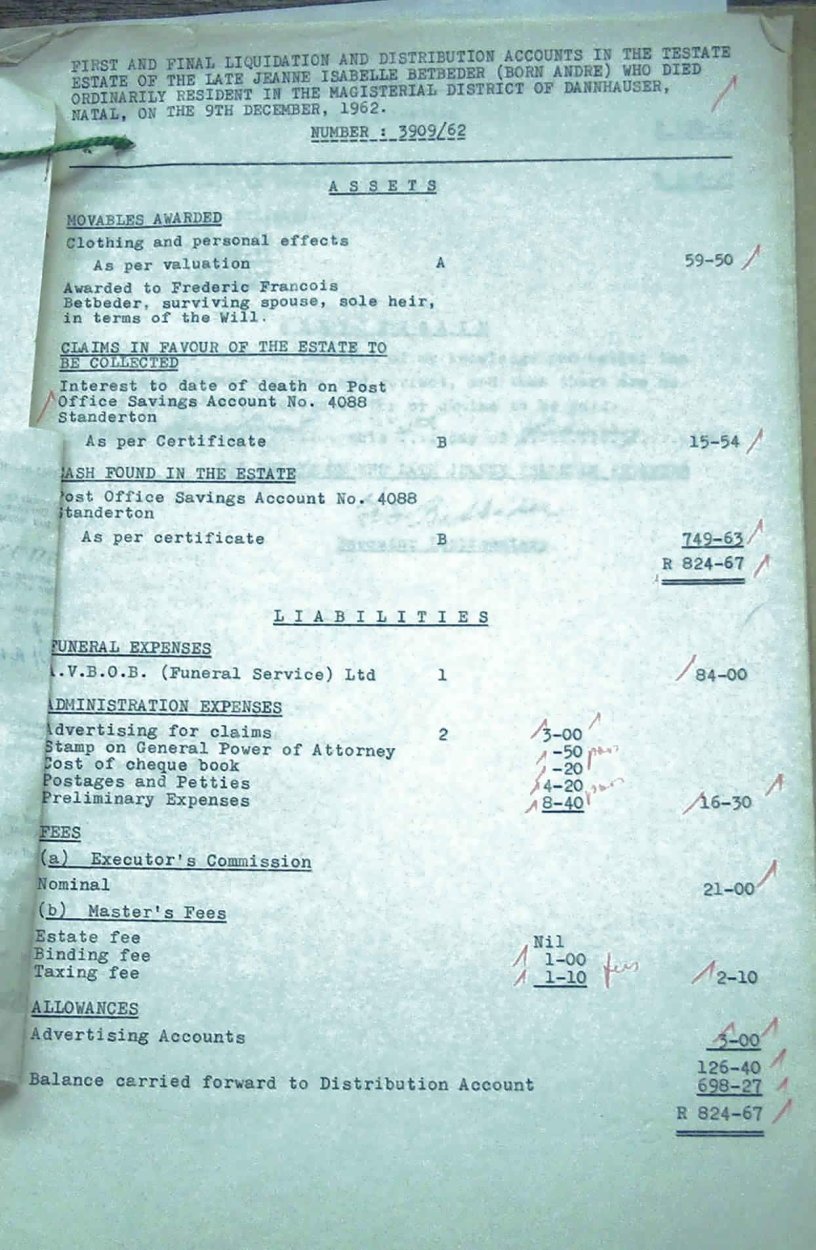 FIRST AND FINAL LIQUIDATION AND DISTRIBUTION ACCOUNTS IN THE TESTATE
ESTATE OF THE LATE JEANNE ISABELLE BETBEDER (BORN ANDRE) WHO DIED
ORDINARILY RESIDENT IN THE MAGISTERIAL DISTRICT OF DANNHAUSER,
NATAL, ON THE 9TH DECEMBER, 1962.
NUMBER : 3909/62
A S S E T S
MOVABLES AWARDED
Clothing and personal effects
As per valuation A 59-50
Awarded to Frederic Francois
Betbeder, surviving spouse, sole heir,
in terms of the Will.
CLAIMS IN FAVOUR OF THE ESTATE TO
BE COLLECTED
Interest to date of death on Post
Office Savings Account No. 4088
Standerton
As per Certificate B 15-54
CASH FOUND IN THE ESTATE
Post Office Savings Account No. 4088
Standerton
As per certificate B 749-63
R 824-67
L I A B I L I T I E S
FUNERAL EXPENSES
A.V.B.O.B. (Funeral Service) Ltd 1 84-00
ADMINISTRATION EXPENSES
Advertising for claims 2 3-00
Stamp on General Power of Attorney -50
Cost of cheque book -20
Postages and Petties 4-20
Preliminary Expenses 8-40 16-30
FEES
(a) Executor's Commission
Nominal 21-00
(b) Master's Fees
Estate fee Nil
Binding fee 1-00
Taxing fee 1-10 fees 2-10
ALLOWANCES
Advertising Accounts 3-00
126-40
Balance carried forward to Distribution Account 698-27
R 824-67